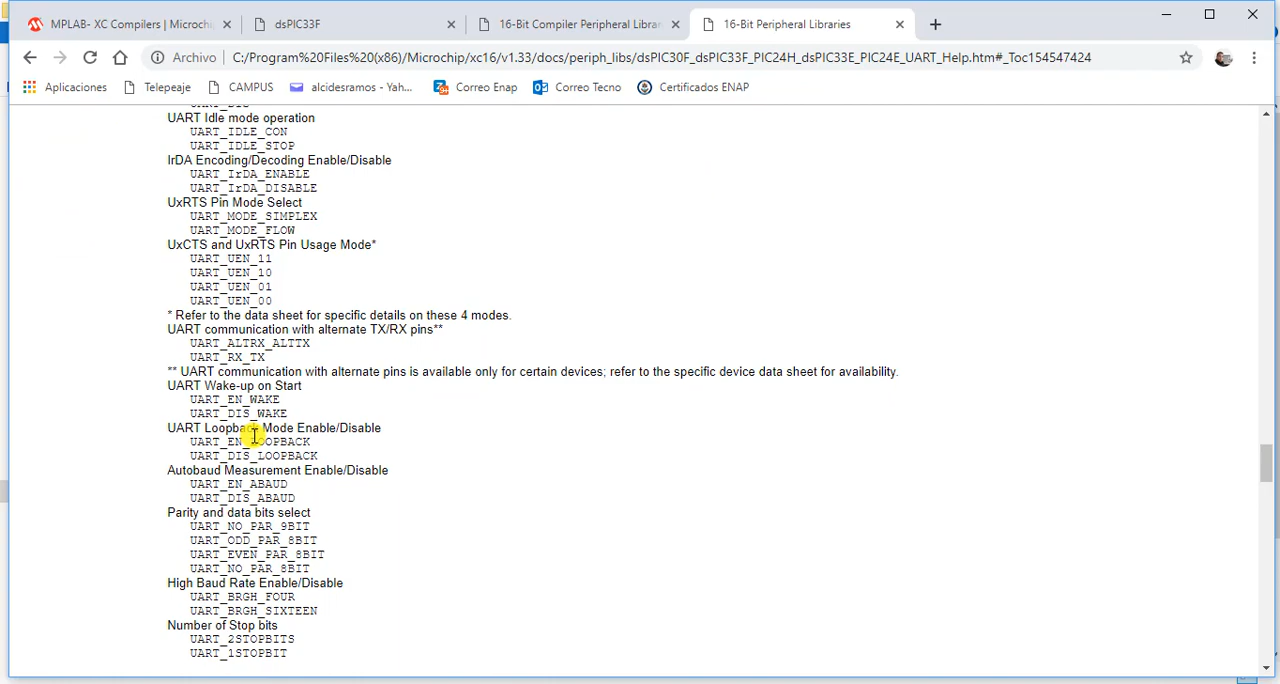 MPLAB- XC Compilers | Microchi
dsPIC33F
16-Bit Compiler Peripheral Librar
16-Bit Peripheral Libraries
Archivo
C:/Program%20Files%20(x86)/Microchip/xc16/v1.33/docs/periph_libs/dsPIC30F_dsPIC33F_PIC24H_dsPIC33E_PIC24E_UART_Help.htm#_Toc154547424
Aplicaciones
Telepeaje
CAMPUS
alcidesramos - Yah...
Correo Enap
Correo Tecno
Certificados ENAP
UART_DIS
UART Idle mode operation
UART_IDLE_CON
UART_IDLE_STOP
IrDA Encoding/Decoding Enable/Disable
UART_IrDA_ENABLE
UART_IrDA_DISABLE
UxRTS Pin Mode Select
UART_MODE_SIMPLEX
UART_MODE_FLOW
UxCTS and UxRTS Pin Usage Mode*
UART_UEN_11
UART_UEN_10
UART_UEN_01
UART_UEN_00
* Refer to the data sheet for specific details on these 4 modes.
UART communication with alternate TX/RX pins**
UART_ALTRX_ALTTX
UART_RX_TX
** UART communication with alternate pins is available only for certain devices; refer to the specific device data sheet for availability.
UART Wake-up on Start
UART_EN_WAKE
UART_DIS_WAKE
UART Loopback Mode Enable/Disable
UART_EN_LOOPBACK
UART_DIS_LOOPBACK
Autobaud Measurement Enable/Disable
UART_EN_ABAUD
UART_DIS_ABAUD
Parity and data bits select
UART_NO_PAR_9BIT
UART_ODD_PAR_8BIT
UART_EVEN_PAR_8BIT
UART_NO_PAR_8BIT
High Baud Rate Enable/Disable
UART_BRGH_FOUR
UART_BRGH_SIXTEEN
Number of Stop bits
UART_2STOPBITS
UART_1STOPBIT